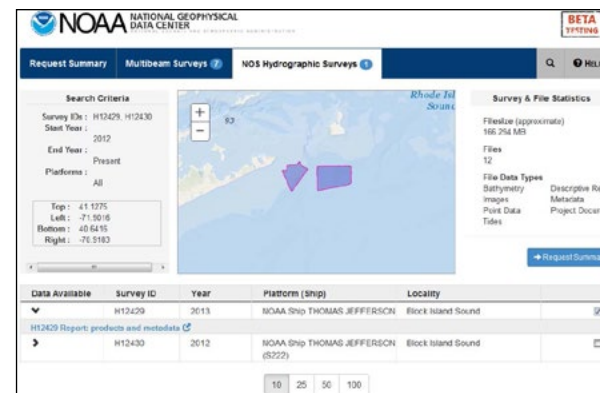 NOAA NATIONAL GEOPHYSICAL
DATA CENTER
BETA
TESTING
Request Summary
Multibeam Surveys 7
NOS Hydrographic Surveys 1
Search Criteria
Survey IDs : H12429, H12430
Start Year :
2012
End Year :
Present
Platforms :
All
Top : 41.1275
Left : -71.9016
Bottom : 40.6415
Right : -70.9183
+
−
Rhode Isl
Sound
Survey & File Statistics
Filesize (approximate)
166.294 MB
Files
12
File Data Types
Bathymetry Descriptive Re
Images Metadata
Point Data Project Docum
Tides
Request Summa
Data Available Survey ID Year Platform (Ship) Locality
H12429 2013 NOAA Ship THOMAS JEFFERSON Block Island Sound
H12429 Report: products and metadata
H12430 2012 NOAA Ship THOMAS JEFFERSON Block Island Sound
(S222)
10 25 50 100